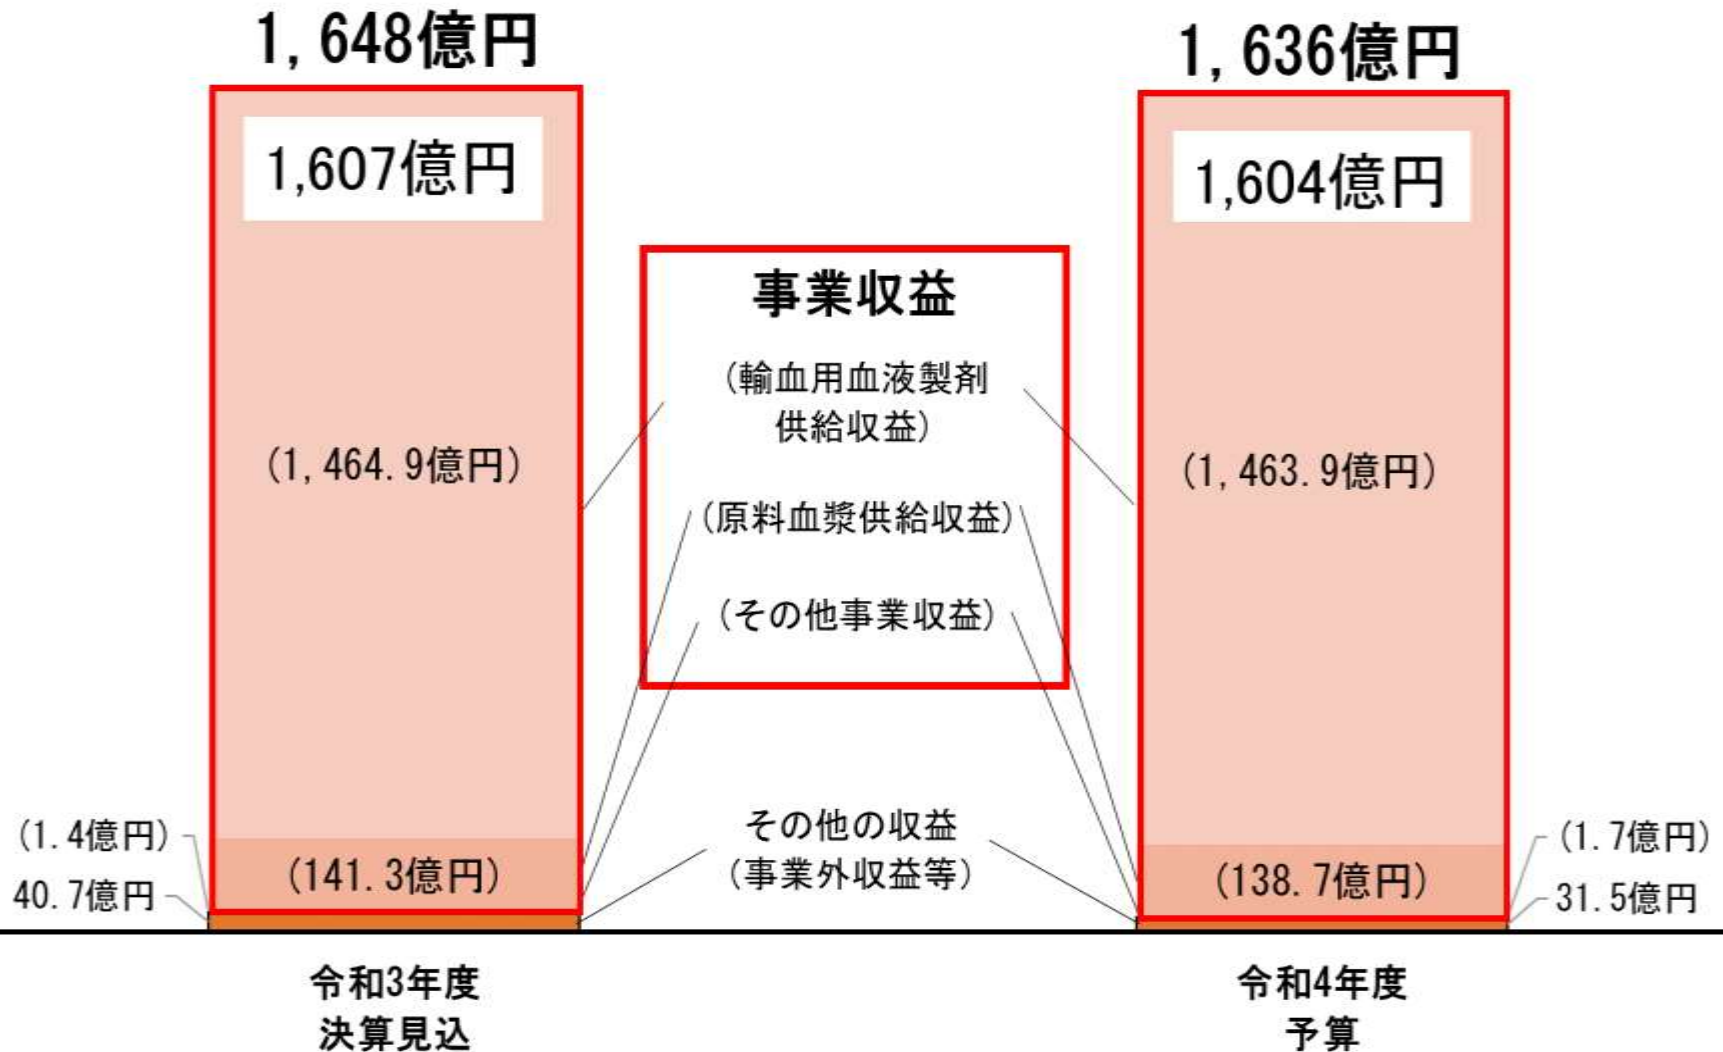 1,648億円
1,636億円
1,607億円
1,604億円
事業収益
(輸血用血液製剤
供給収益)
(1,464.9億円)
(1,463.9億円)
(原料血漿供給収益)
(その他事業収益)
その他の収益
(事業外収益等)
(1.4億円)
(141.3億円)
40.7億円
(1.7億円)
(138.7億円)
31.5億円
令和3年度
決算見込
令和4年度
予算